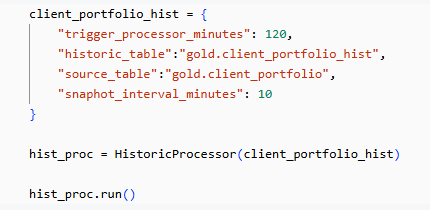 client_portfolio_hist = {
    "trigger_processor_minutes": 120,
    "historic_table":"gold.client_portfolio_hist",
    "source_table":"gold.client_portfolio",
    "snaphot_interval_minutes": 10
}
hist_proc = HistoricProcessor(client_portfolio_hist)
hist_proc.run()